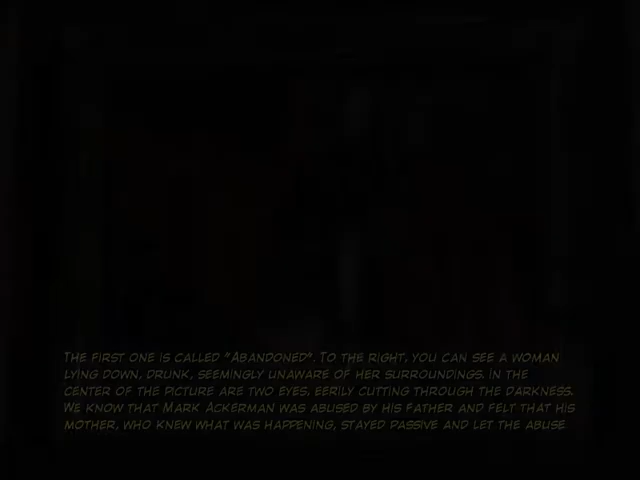 THE FIRST ONE IS CALLED "ABANDONED". TO THE RIGHT, YOU CAN SEE A WOMAN
LYING DOWN, DRUNK, SEEMINGLY UNAWARE OF HER SURROUNDINGS. IN THE
CENTER OF THE PICTURE ARE TWO EYES. EERILY CUTTING THROUGH THE DARKNESS.
WE KNOW THAT MARK ACKERMAN WAS ABUSED BY HIS FATHER AND FELT THAT HIS
MOTHER, WHO KNEW WHAT WAS HAPPENING, STAYED PASSIVE AND LET THE ABUSE